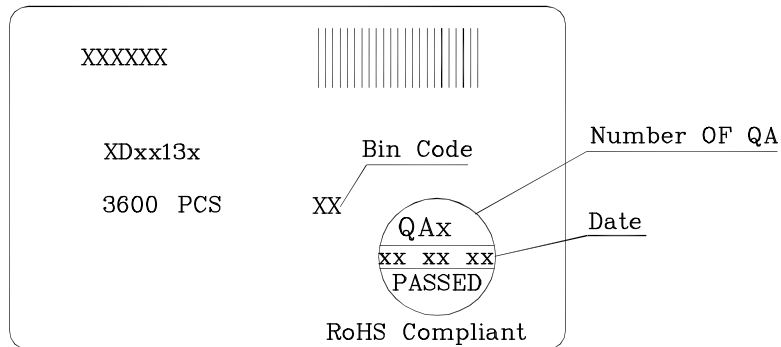 XXXXXX
XDxx13x
Bin Code
Number OF QA
3600 PCS
XX
QAx
Date
xx xx xx
PASSED
RoHS Compliant